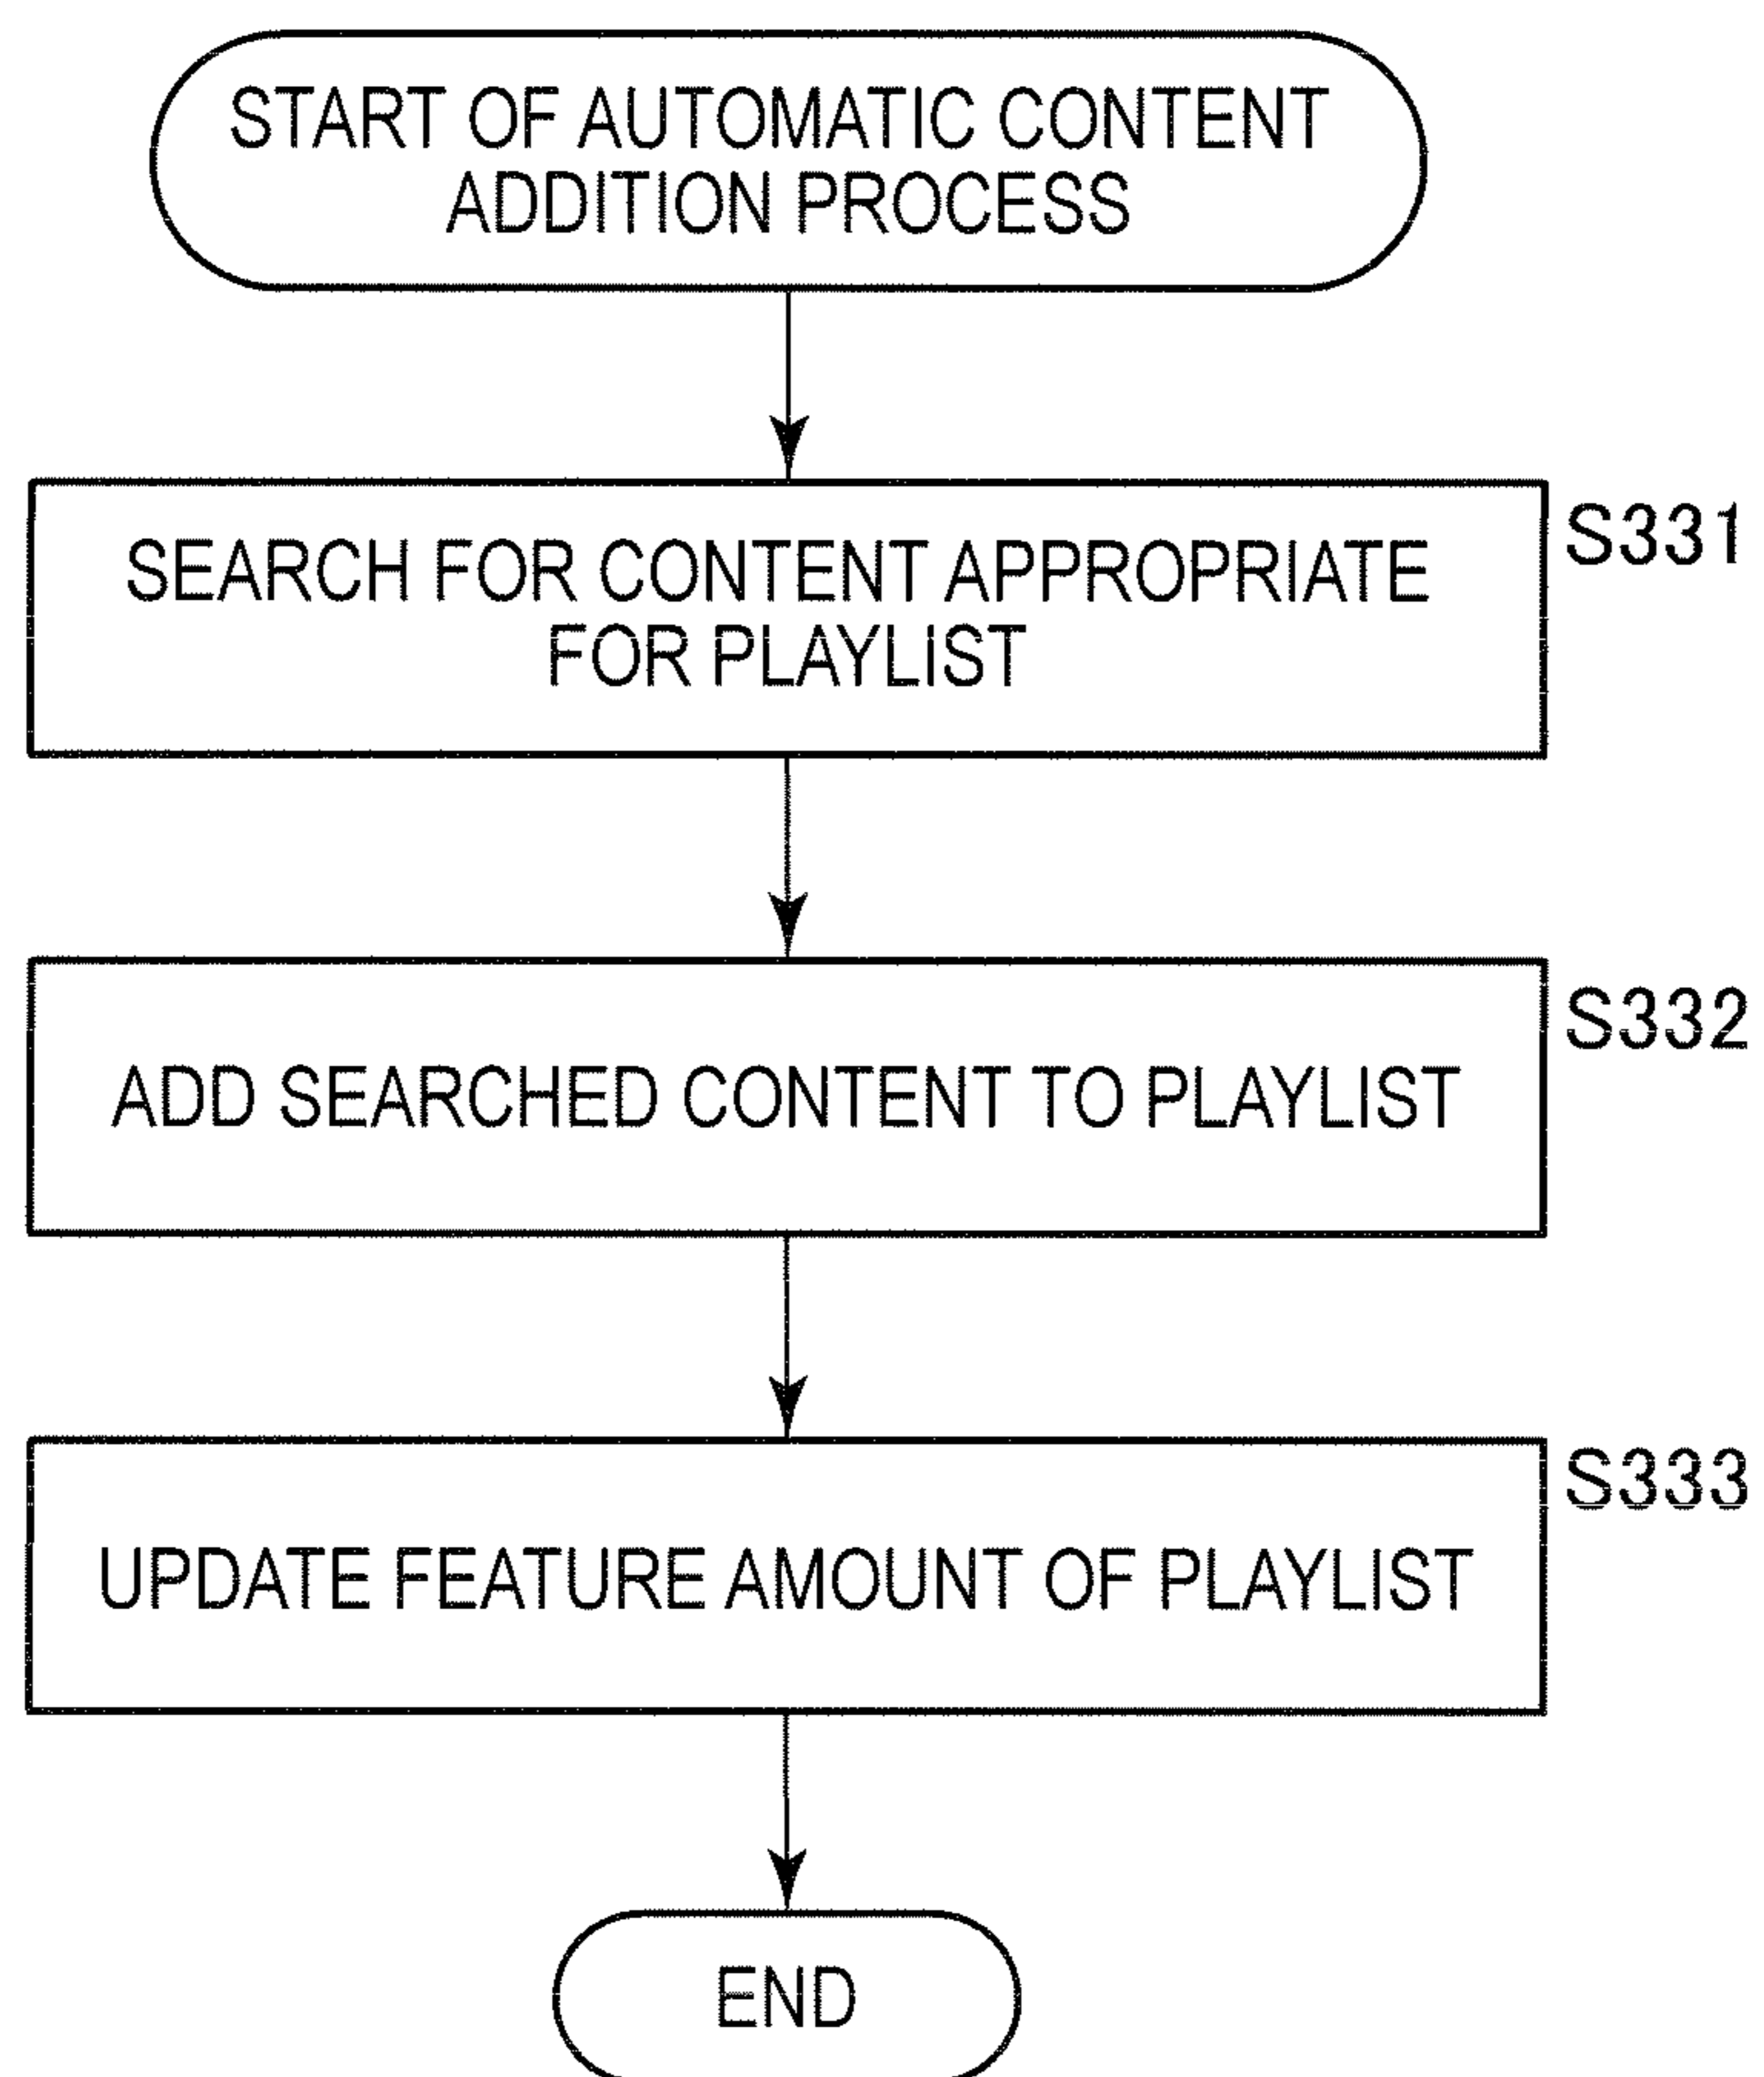 START OF AUTOMATIC CONTENT
ADDITION PROCESS
SEARCH FOR CONTENT APPROPRIATE
FOR PLAYLIST
S331
ADD SEARCHED CONTENT TO PLAYLIST
S332
UPDATE FEATURE AMOUNT OF PLAYLIST
S333
END